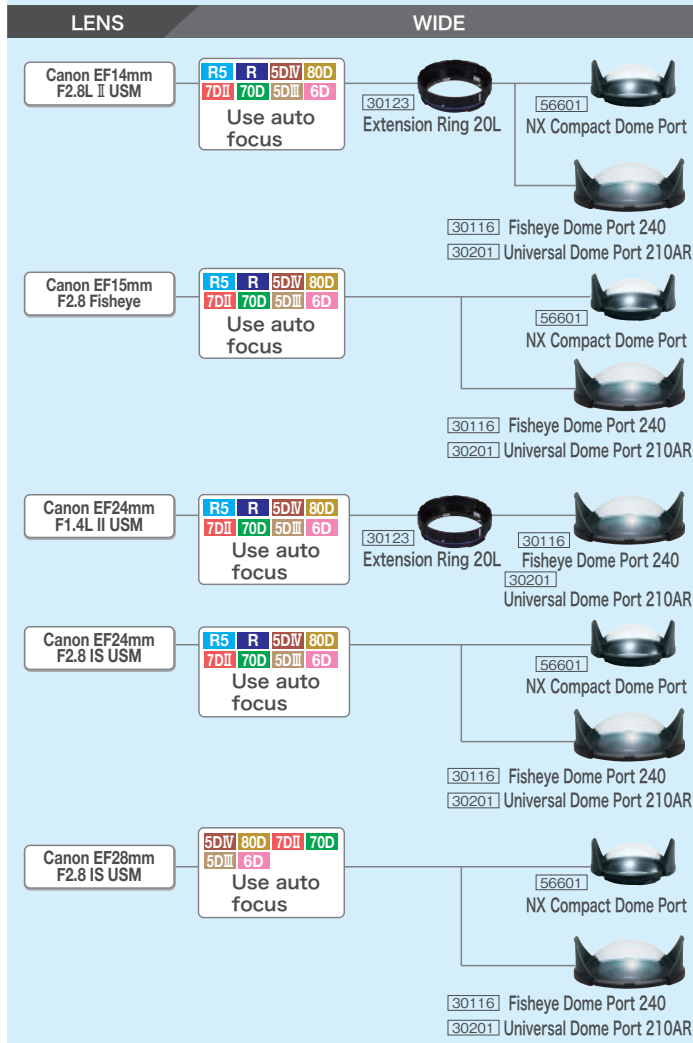 LENS WIDE
Canon EF14mm
F2.8L Ⅱ USM
R5 R 5DⅣ 80D
7DⅡ 70D 5DⅢ 6D
Use auto
focus
30123
Extension Ring 20L
56601
NX Compact Dome Port
30116 Fisheye Dome Port 240
30201 Universal Dome Port 210AR
Canon EF15mm
F2.8 Fisheye
R5 R 5DⅣ 80D
7DⅡ 70D 5DⅢ 6D
Use auto
focus
56601
NX Compact Dome Port
30116 Fisheye Dome Port 240
30201 Universal Dome Port 210AR
Canon EF24mm
F1.4L II USM
R5 R 5DⅣ 80D
7DⅡ 70D 5DⅢ 6D
Use auto
focus
30123
Extension Ring 20L
30116
Fisheye Dome Port 240
30201
Universal Dome Port 210AR
Canon EF24mm
F2.8 IS USM
R5 R 5DⅣ 80D
7DⅡ 70D 5DⅢ 6D
Use auto
focus
56601
NX Compact Dome Port
30116 Fisheye Dome Port 240
30201 Universal Dome Port 210AR
Canon EF28mm
F2.8 IS USM
5DⅣ 80D 7DⅡ 70D
5DⅢ 6D
Use auto
focus
56601
NX Compact Dome Port
30116 Fisheye Dome Port 240
30201 Universal Dome Port 210AR